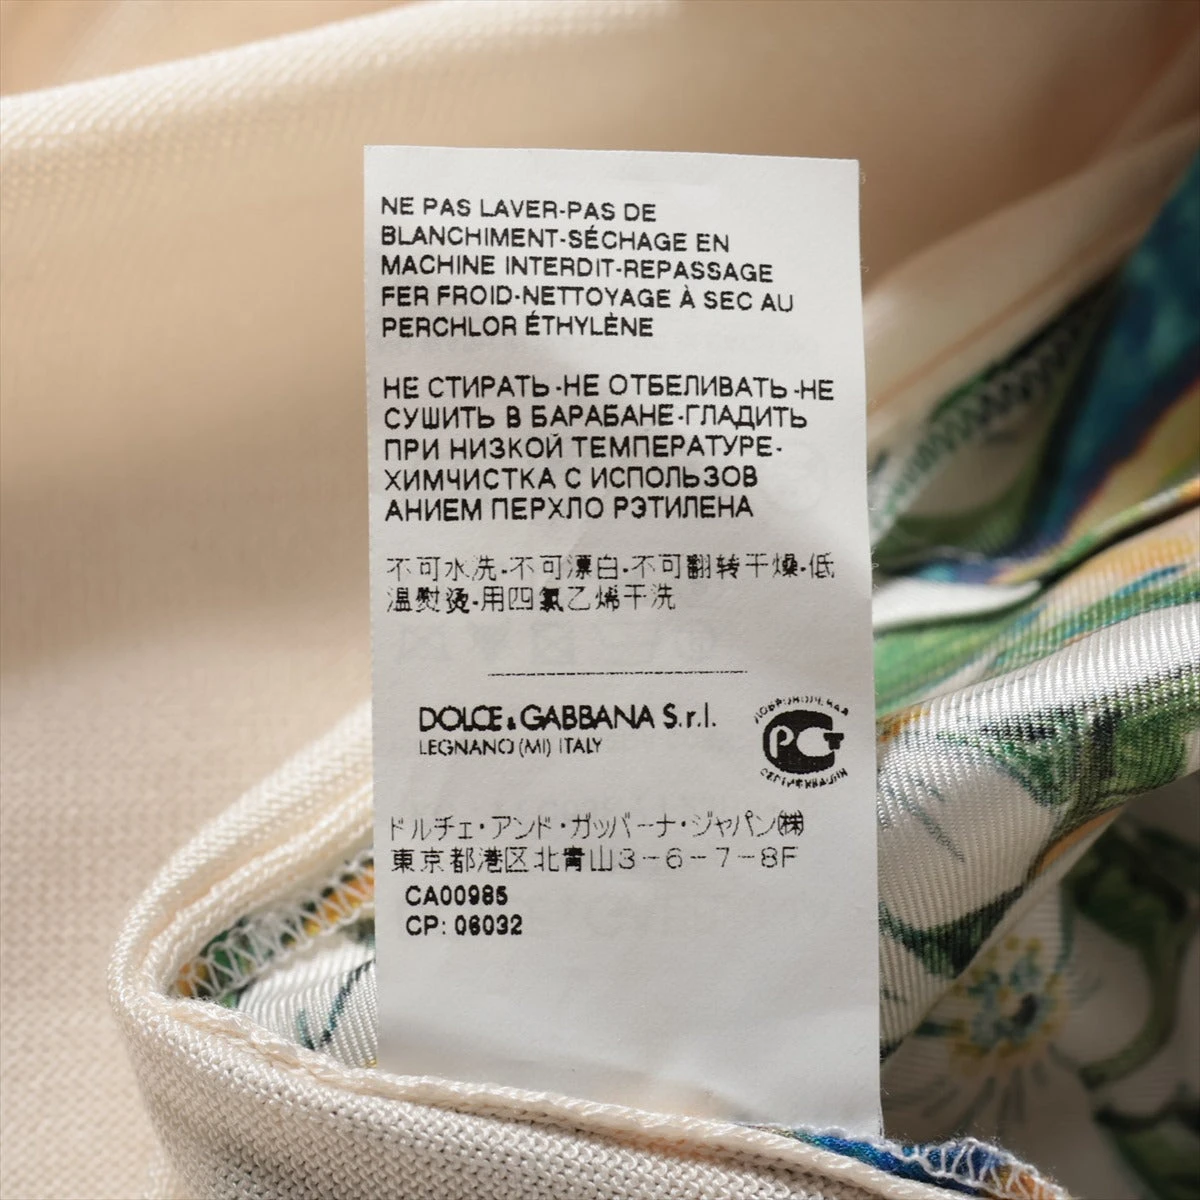 NE PAS LAVER-PAS DE
BLANCHIMENT-SÉCHAGE EN
MACHINE INTERDIT-REPASSAGE
FER FROID-NETTOYAGE À SEC AU
PERCHLOR ÉTHYLÈNE
НЕ СТИРАТЬ-НЕ ОТБЕЛИВАТЬ-НЕ
СУШИТЬ В БАРАБАНЕ-ГЛАДИТЬ
ПРИ НИЗКОЙ ТЕМПЕРАТУРЕ-
ХИМЧИСТКА С ИСПОЛЬЗОВ
АНИЕМ ПЕРХЛО РЭТИЛЕНА
不可水洗-不可漂白-不可翻转干燥-低
温熨烫-用四氯乙烯干洗
DOLCE & GABBANA S.r.l.
LEGNANO (MI) ITALY
ДОБРОВОЛЬНАЯ
РСТ
СЕРТИФИКАЦИЯ
ドルチェ・アンド・ガッバーナ・ジャパン㈱
東京都港区北青山3-6-7-8F
CA00985
CP: 06032